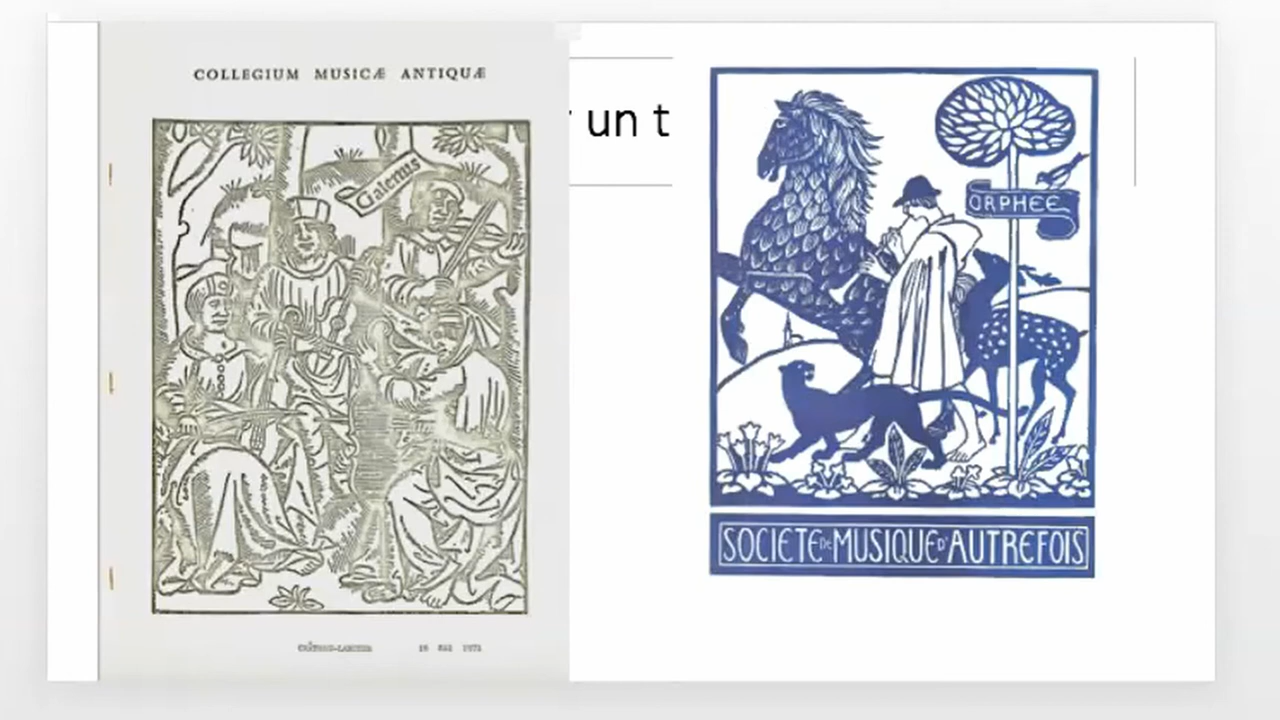 COLLEGIUM MUSICÆ ANTIQUÆ
Galenus
un t
ORPHEE
SOCIETE DE MUSIQUE D'AUTREFOIS